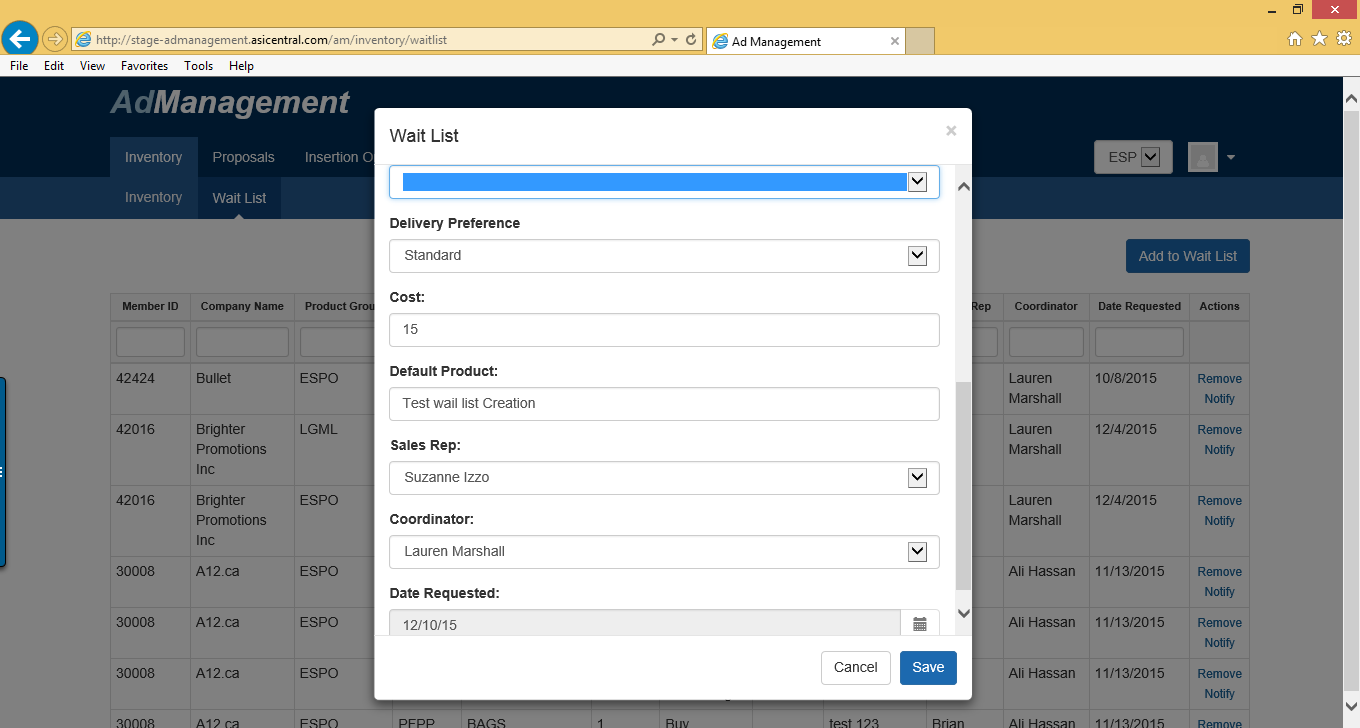 http://stage-admanagement.asicentral.com/am/inventory/waitlist
Ad Management
File Edit View Favorites Tools Help
AdManagement
Inventory Proposals Insertion O
ESP
Inventory Wait List
Add to Wait List
Wait List
Delivery Preference
Standard
Cost:
15
Default Product:
Test wail list Creation
Sales Rep:
Suzanne Izzo
Coordinator:
Lauren Marshall
Date Requested:
12/10/15
Cancel Save
Member ID Company Name Product Grou Rep Coordinator Date Requested Actions
42424 Bullet ESPO Lauren Marshall 10/8/2015 Remove
Notify
42016 Brighter Promotions Inc LGML Lauren Marshall 12/4/2015 Remove
Notify
42016 Brighter Promotions Inc ESPO Lauren Marshall 12/4/2015 Remove
Notify
30008 A12.ca ESPO Ali Hassan 11/13/2015 Remove
Notify
30008 A12.ca ESPO Ali Hassan 11/13/2015 Remove
Notify
30008 A12.ca ESPO Ali Hassan 11/13/2015 Remove
Notify
30008 A12.ca ESPO PFPP BAGS 1 Buy test 123 Brian 11/13/2015 Remove